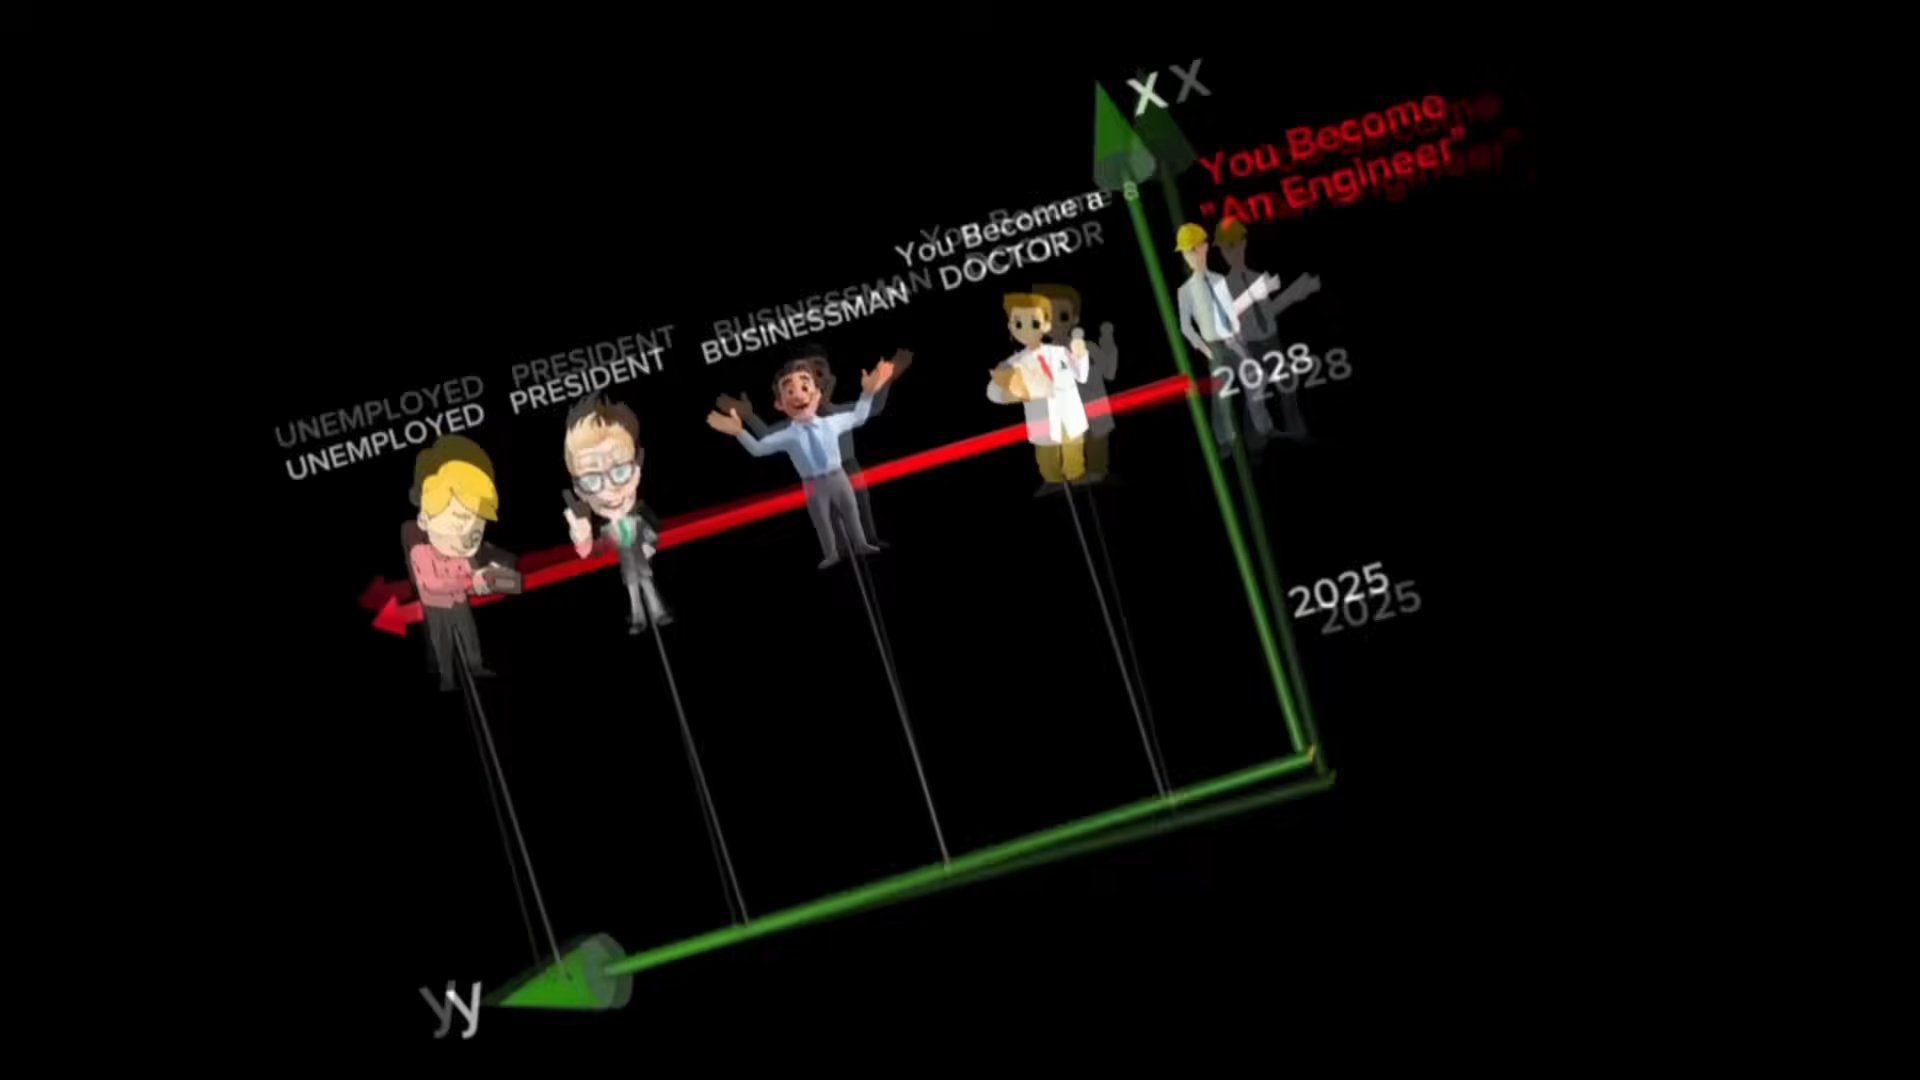 X
You Become
"An Engineer"
You Become a
DOCTOR
BUSINESSMAN
PRESIDENT
UNEMPLOYED
2028
2025
y